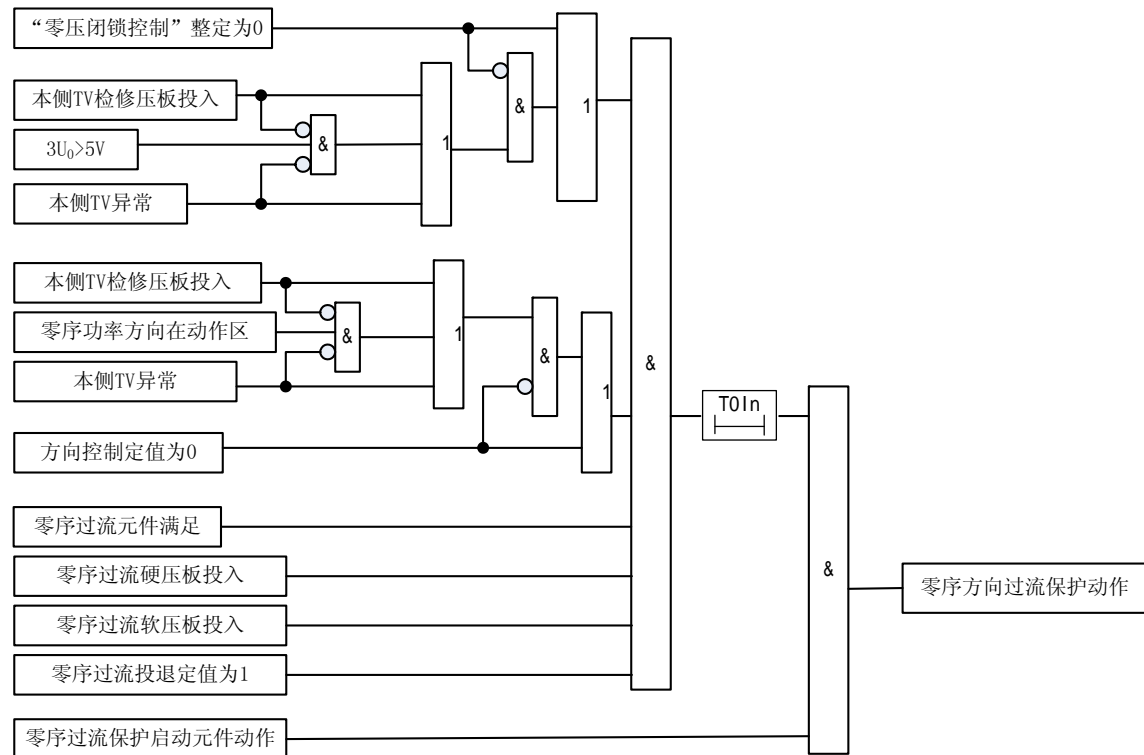 “零压闭锁控制”整定为0
本侧TV检修压板投入
3U₀>5V
本侧TV异常
&
1
&
1
本侧TV检修压板投入
零序功率方向在动作区
本侧TV异常
方向控制定值为0
&
1
&
1
&
T0In
零序过流元件满足
零序过流硬压板投入
零序过流软压板投入
零序过流投退定值为1
零序过流保护启动元件动作
&
零序方向过流保护动作